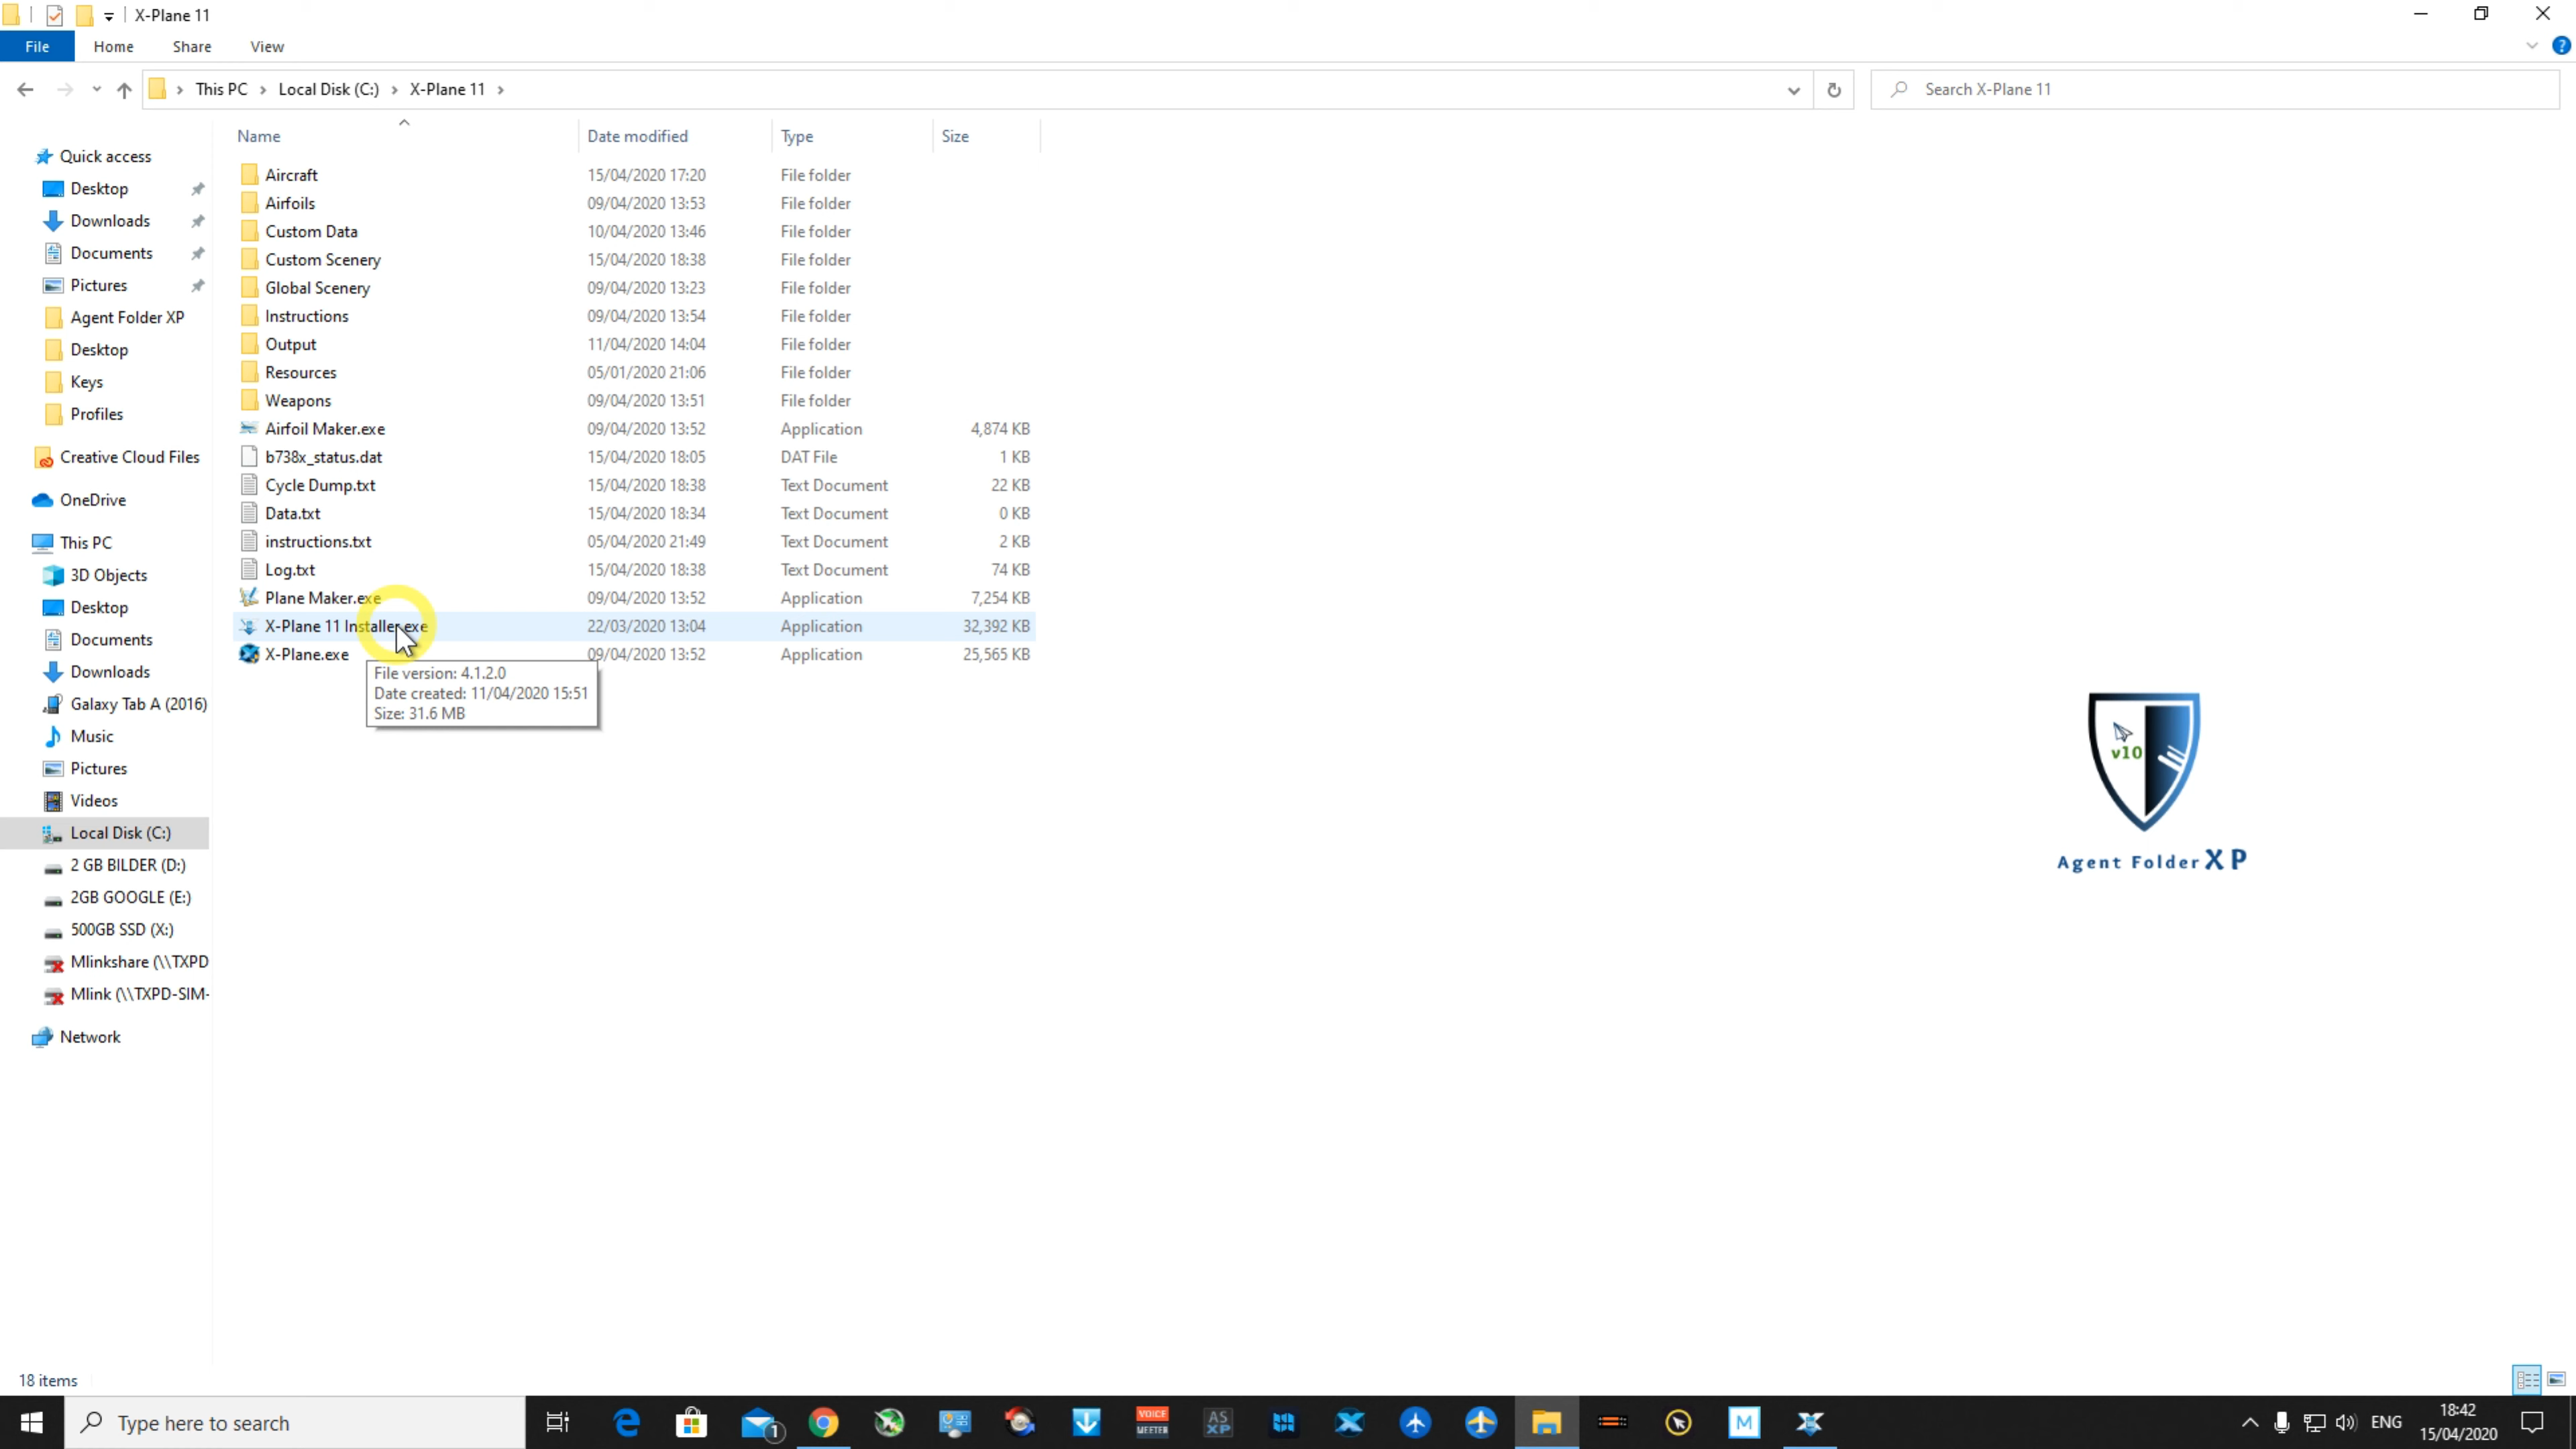 X-Plane 11
File Home Share View
This PC Local Disk (C:) X-Plane 11
Search X-Plane 11
Name Date modified Type Size
Quick access
Desktop
Downloads
Documents
Pictures
Agent Folder XP
Desktop
Keys
Profiles
Creative Cloud Files
OneDrive
This PC
3D Objects
Desktop
Documents
Downloads
Galaxy Tab A (2016)
Music
Pictures
Videos
Local Disk (C:)
2 GB BILDER (D:)
2GB GOOGLE (E:)
500GB SSD (X:)
Mlinkshare (\\TXPD
Mlink (\\TXPD-SIM-
Network
Aircraft 15/04/2020 17:20 File folder
Airfoils 09/04/2020 13:53 File folder
Custom Data 10/04/2020 13:46 File folder
Custom Scenery 15/04/2020 18:38 File folder
Global Scenery 09/04/2020 13:23 File folder
Instructions 09/04/2020 13:54 File folder
Output 11/04/2020 14:04 File folder
Resources 05/01/2020 21:06 File folder
Weapons 09/04/2020 13:51 File folder
Airfoil Maker.exe 09/04/2020 13:52 Application 4,874 KB
b738x_status.dat 15/04/2020 18:05 DAT File 1 KB
Cycle Dump.txt 15/04/2020 18:38 Text Document 22 KB
Data.txt 15/04/2020 18:34 Text Document 0 KB
instructions.txt 05/04/2020 21:49 Text Document 2 KB
Log.txt 15/04/2020 18:38 Text Document 74 KB
Plane Maker.exe 09/04/2020 13:52 Application 7,254 KB
X-Plane 11 Installer.exe 22/03/2020 13:04 Application 32,392 KB
X-Plane.exe 09/04/2020 13:52 Application 25,565 KB
File version: 4.1.2.0
Date created: 11/04/2020 15:51
Size: 31.6 MB
v10
Agent Folder XP
18 items
Type here to search
1
VOICE
MEETER
AS
XP
M
ENG
18:42
15/04/2020